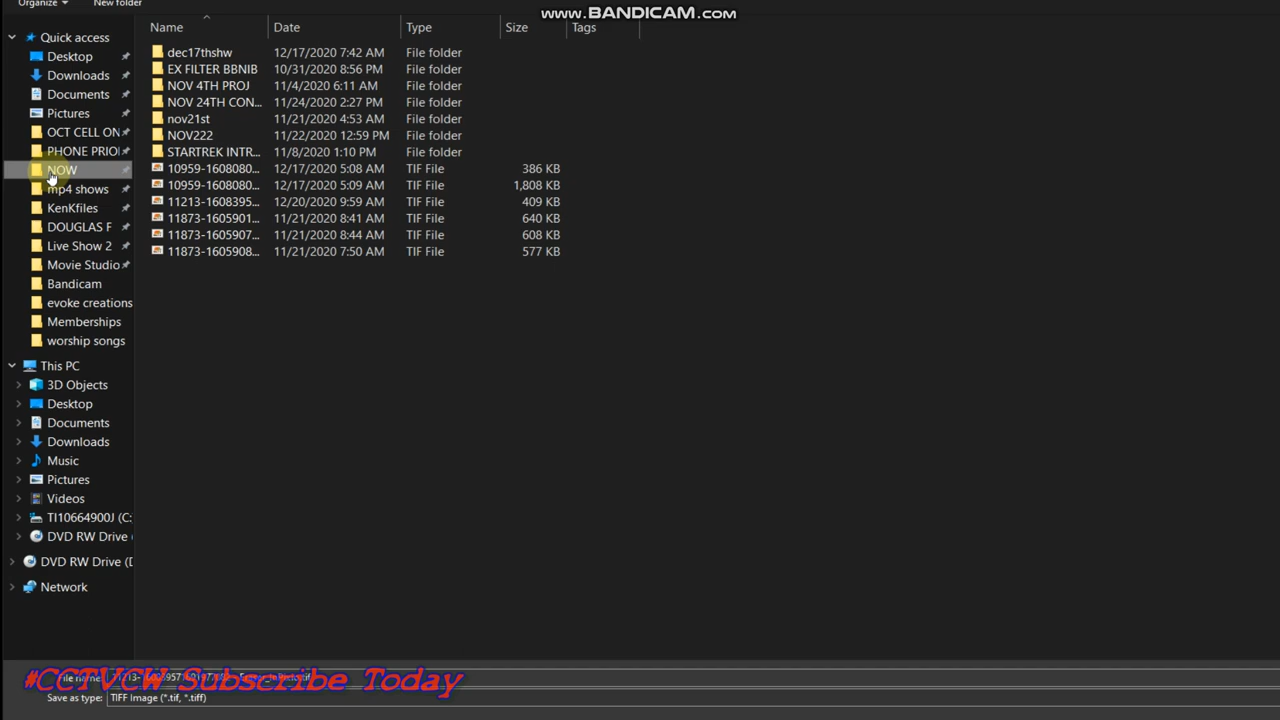 Organize New folder
www.BANDICAM.com
Name Date Type Size Tags
Quick access
Desktop
Downloads
Documents
Pictures
OCT CELL ON
PHONE PRIO
NOW
mp4 shows
KenKfiles
DOUGLAS F
Live Show 2
Movie Studio
Bandicam
evoke creations
Memberships
worship songs
This PC
3D Objects
Desktop
Documents
Downloads
Music
Pictures
Videos
TI10664900J (C:
DVD RW Drive (
DVD RW Drive (D
Network
dec17thshw 12/17/2020 7:42 AM File folder
EX FILTER BBNIB 10/31/2020 8:56 PM File folder
NOV 4TH PROJ 11/4/2020 6:11 AM File folder
NOV 24TH CON... 11/24/2020 2:27 PM File folder
nov21st 11/21/2020 4:53 AM File folder
NOV222 11/22/2020 12:59 PM File folder
STARTREK INTR... 11/8/2020 1:10 PM File folder
10959-1608080... 12/17/2020 5:08 AM TIF File 386 KB
10959-1608080... 12/17/2020 5:09 AM TIF File 1,808 KB
11213-1608395... 12/20/2020 9:59 AM TIF File 409 KB
11873-1605901... 11/21/2020 8:41 AM TIF File 640 KB
11873-1605907... 11/21/2020 8:44 AM TIF File 608 KB
11873-1605908... 11/21/2020 7:50 AM TIF File 577 KB
File name:
#CCTVCW Subscribe Today
Save as type: TIFF Image (*.tif, *.tiff)